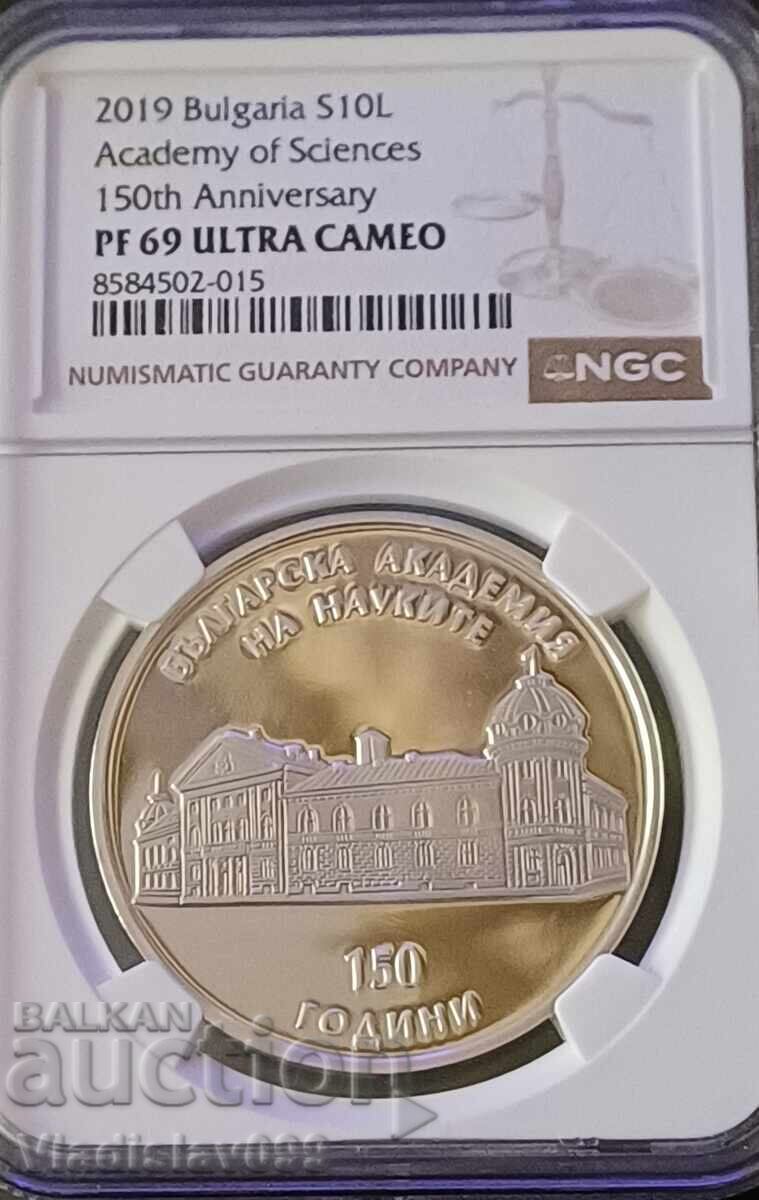 2019 Bulgaria S10L
Academy of Sciences
150th Anniversary
PF 69 ULTRA CAMEO
8584502-015
NUMISMATIC GUARANTY COMPANY
NGC
БЪЛГАРСКА АКАДЕМИЯ
НА НАУКИТЕ
150
ГОДИНИ
BALKAN
auction
Vladislav099